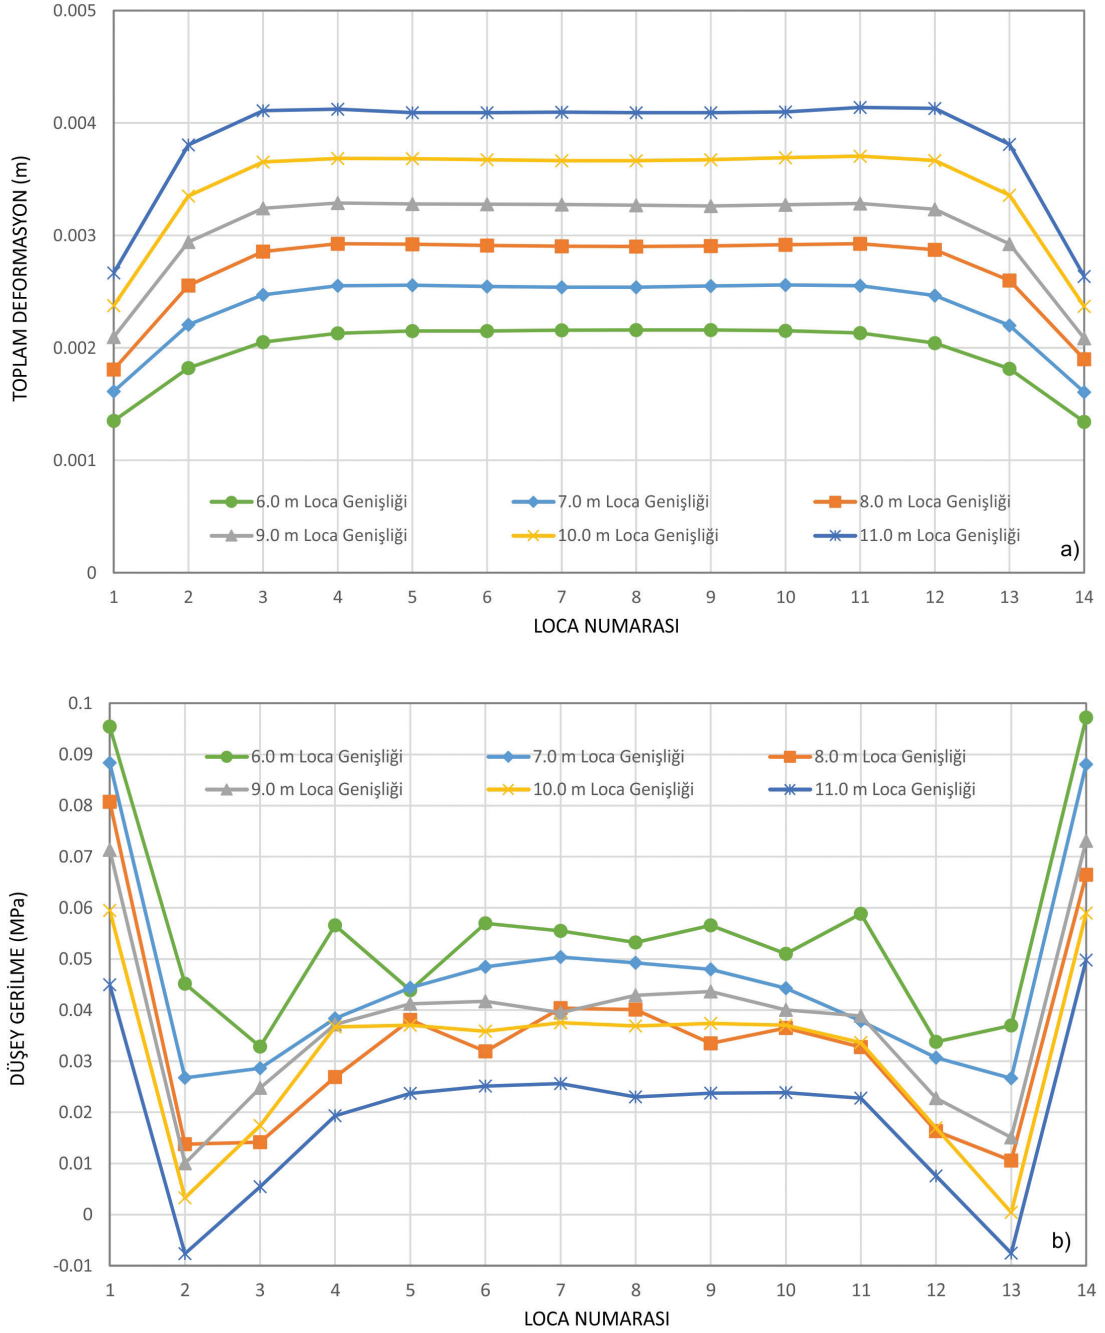 0.005
0.004
0.003
0.002
0.001
0
TOPLAM DEFORMASYON (m)
6.0 m Loca Genişliği
7.0 m Loca Genişliği
8.0 m Loca Genişliği
9.0 m Loca Genişliği
10.0 m Loca Genişliği
11.0 m Loca Genişliği
a)
1 2 3 4 5 6 7 8 9 10 11 12 13 14
LOCA NUMARASI
0.1
0.09
0.08
0.07
0.06
0.05
0.04
0.03
0.02
0.01
0
-0.01
DÜŞEY GERİLME (MPa)
6.0 m Loca Genişliği
7.0 m Loca Genişliği
8.0 m Loca Genişliği
9.0 m Loca Genişliği
10.0 m Loca Genişliği
11.0 m Loca Genişliği
b)
1 2 3 4 5 6 7 8 9 10 11 12 13 14
LOCA NUMARASI